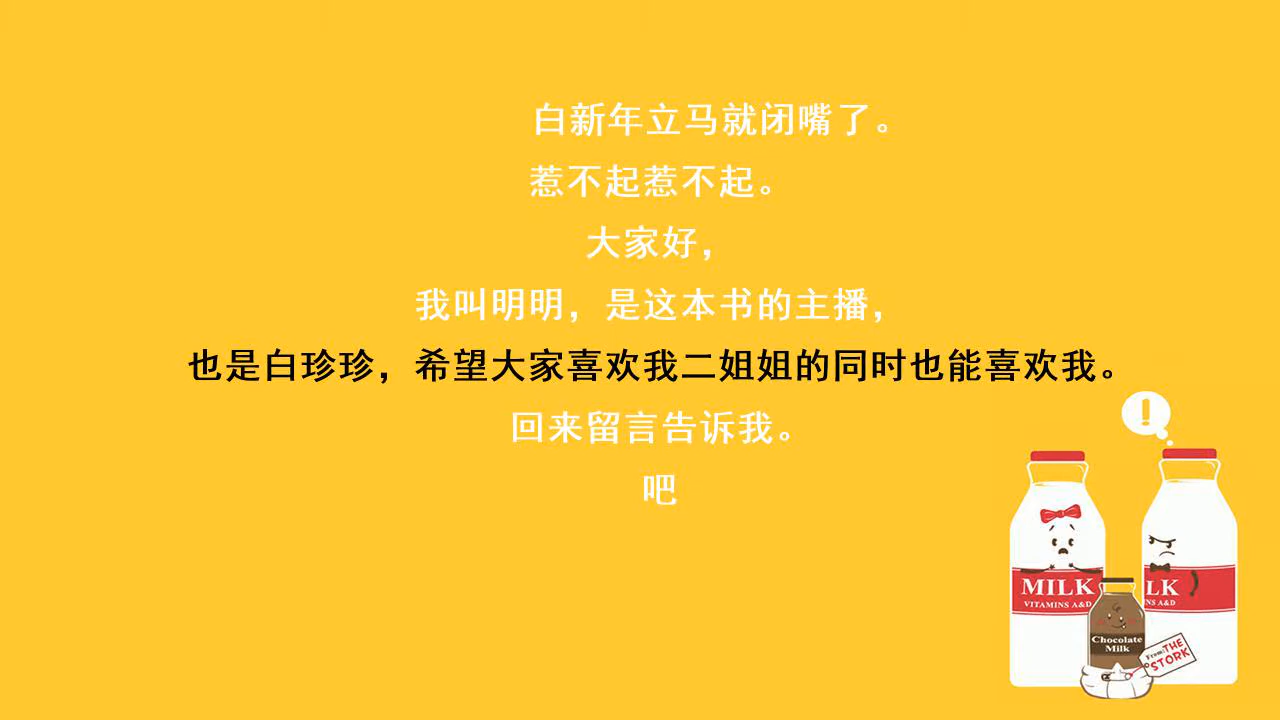 白新年立马就闭嘴了。
惹不起惹不起。
大家好，
我叫明明，是这本书的主播，
也是白珍珍，希望大家喜欢我二姐姐的同时也能喜欢我。
回来留言告诉我。
吧
!
MILK
VITAMINS A&D
LK
NS A&D
Chocolate
Milk
From: THE
STORK